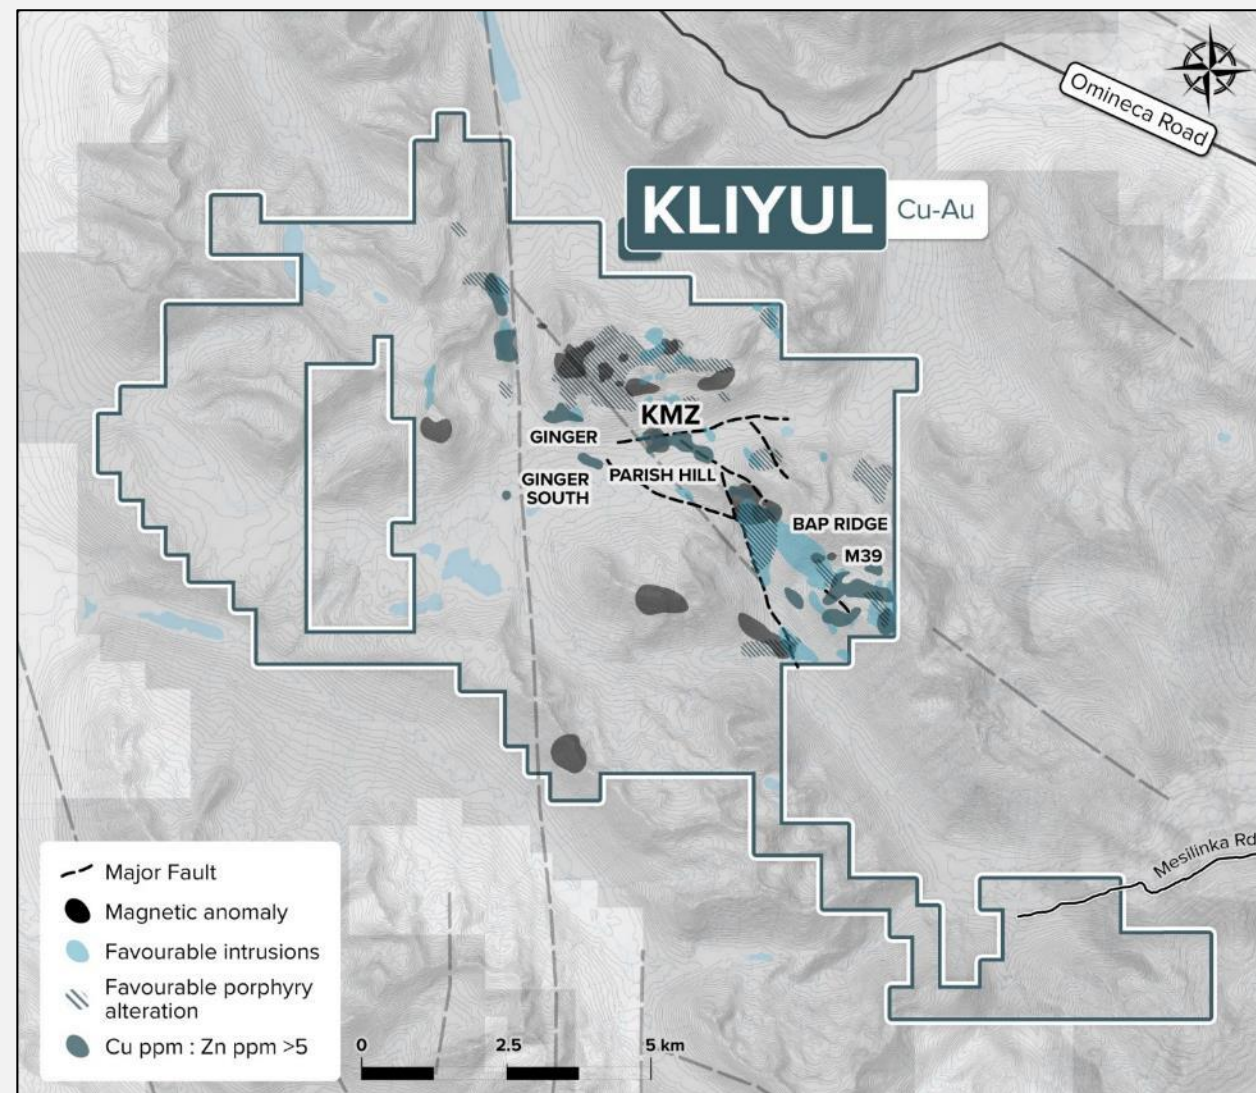 Omineca Road
KLIYUL
Cu-Au
KMZ
GINGER
GINGER
SOUTH
PARISH HILL
BAP RIDGE
M39
Mesilinka Rd
Major Fault
Magnetic anomaly
Favourable intrusions
Favourable porphyry
alteration
Cu ppm : Zn ppm >5
0
2.5
5 km